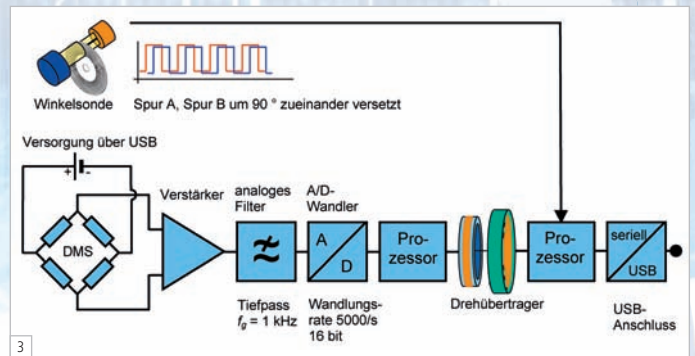 Winkelsonde
Spur A, Spur B um 90 ° zueinander versetzt
Versorgung über USB
+ -
DMS
Verstärker
analoges
Filter
A/D-
Wandler
A
D
Pro-
zessor
Pro-
zessor
seriell
USB
Tiefpass
fg = 1 kHz
Wandlungs-
rate 5000/s
16 bit
Drehübertrager
USB-
Anschluss
3